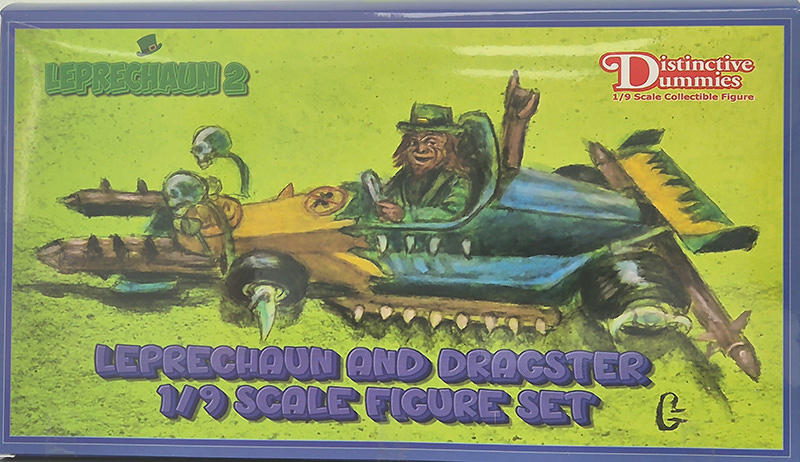 LEPRECHAUN 2
Distinctive
Dummies
1/9 Scale Collectible Figure
LEPRECHAUN AND DRAGSTER
1/9 SCALE FIGURE SET
G